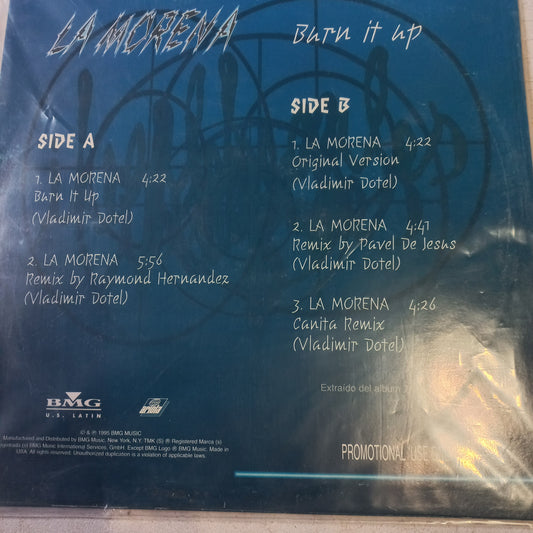 LA MORENA
Burn it up
SIDE A
1. LA MORENA 4:22
Burn It Up
(Vladimir Dotel)
2. LA MORENA 5:56
Remix by Raymond Hernandez
(Vladimir Dotel)
SIDE B
1. LA MORENA 4:22
Original Version
(Vladimir Dotel)
2. LA MORENA 4:41
Remix by Pavel De Jesus
(Vladimir Dotel)
3. LA MORENA 4:26
Canita Remix
(Vladimir Dotel)
Extraído del album
BMG
U.S. LATIN
© & ℗ 1995 BMG MUSIC
Manufactured and Distributed by BMG Music, New York, N.Y. TMK (S) ® Registered Marca (s)
(s) BMG Music International Services, GmbH. Except BMG Logo ® BMG Music. Made in
USA. All rights reserved. Unauthorized duplication is a violation of applicable laws.
PROMOTIONAL USE